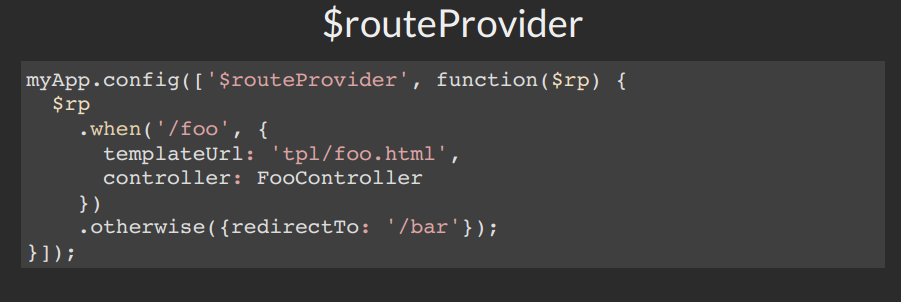 $routeProvider
myApp.config(['$routeProvider', function($rp) {
  $rp
    .when('/foo', {
      templateUrl: 'tpl/foo.html',
      controller: FooController
    })
    .otherwise({redirectTo: '/bar'});
}]);